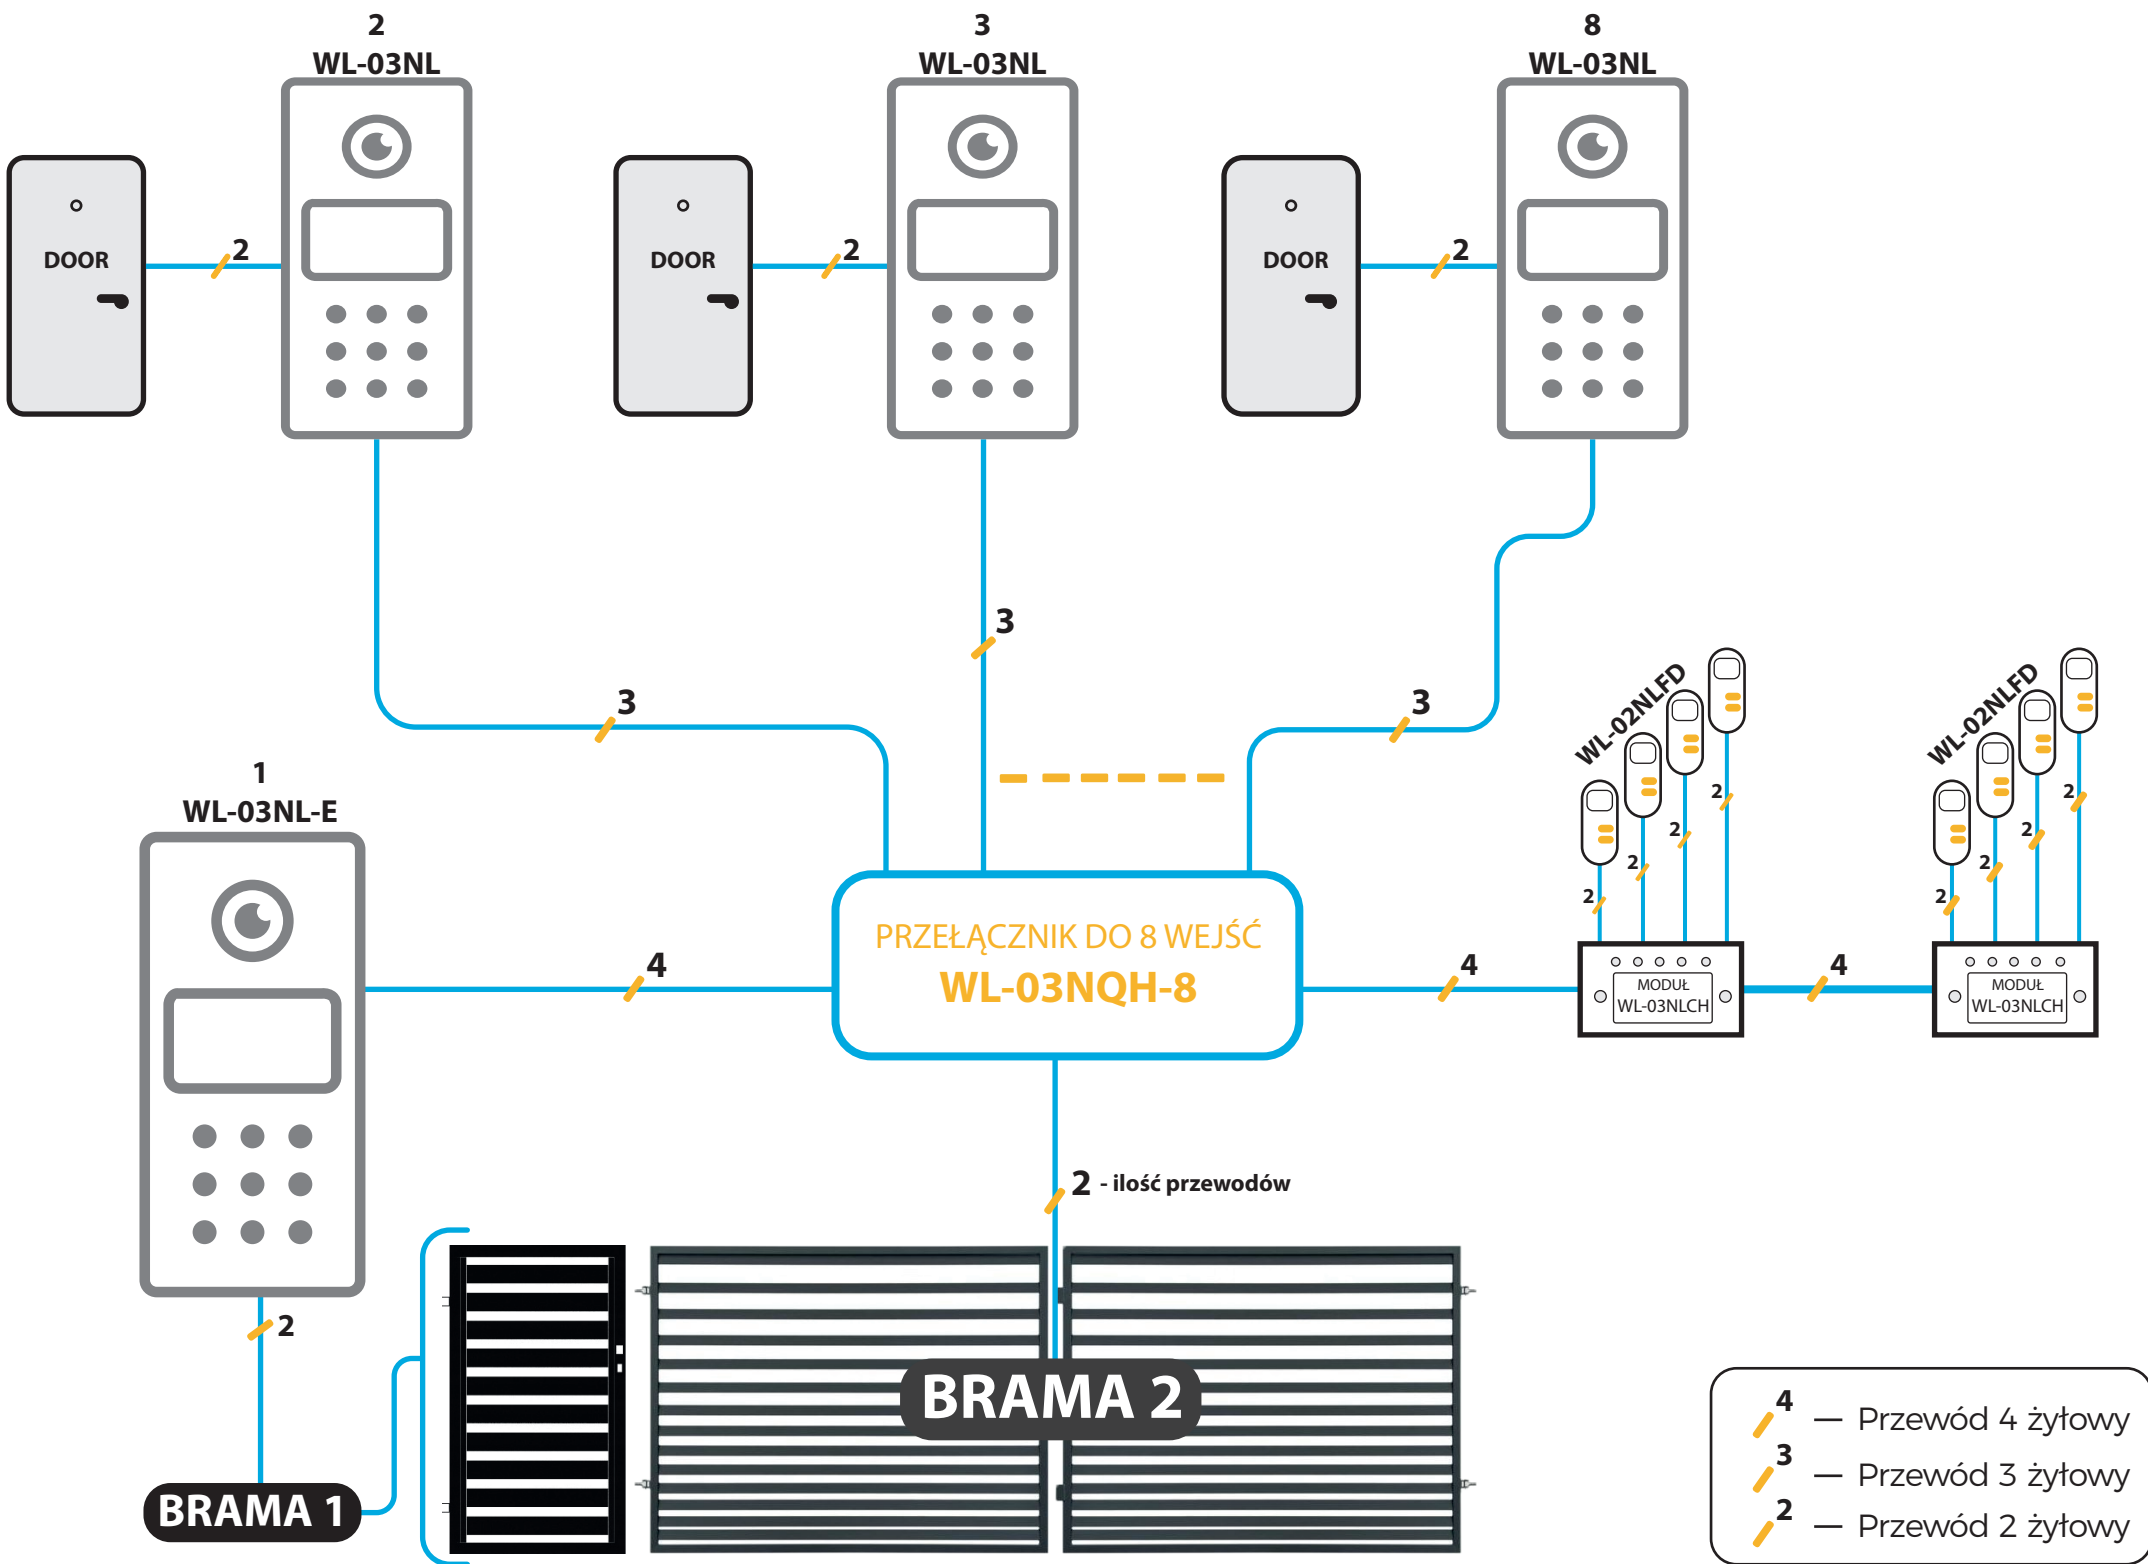 2
WL-03NL
3
WL-03NL
8
WL-03NL
DOOR
2
DOOR
2
DOOR
2
3
3
3
1
WL-03NL-E
WL-02NLFD
2
2
2
2
WL-02NLFD
2
2
2
2
4
PRZEŁĄCZNIK DO 8 WEJŚĆ
WL-03NQH-8
4
MODUŁ
WL-03NLCH
4
MODUŁ
WL-03NLCH
2 - ilość przewodów
2
BRAMA 1
BRAMA 2
4 — Przewód 4 żyłowy
3 — Przewód 3 żyłowy
2 — Przewód 2 żyłowy